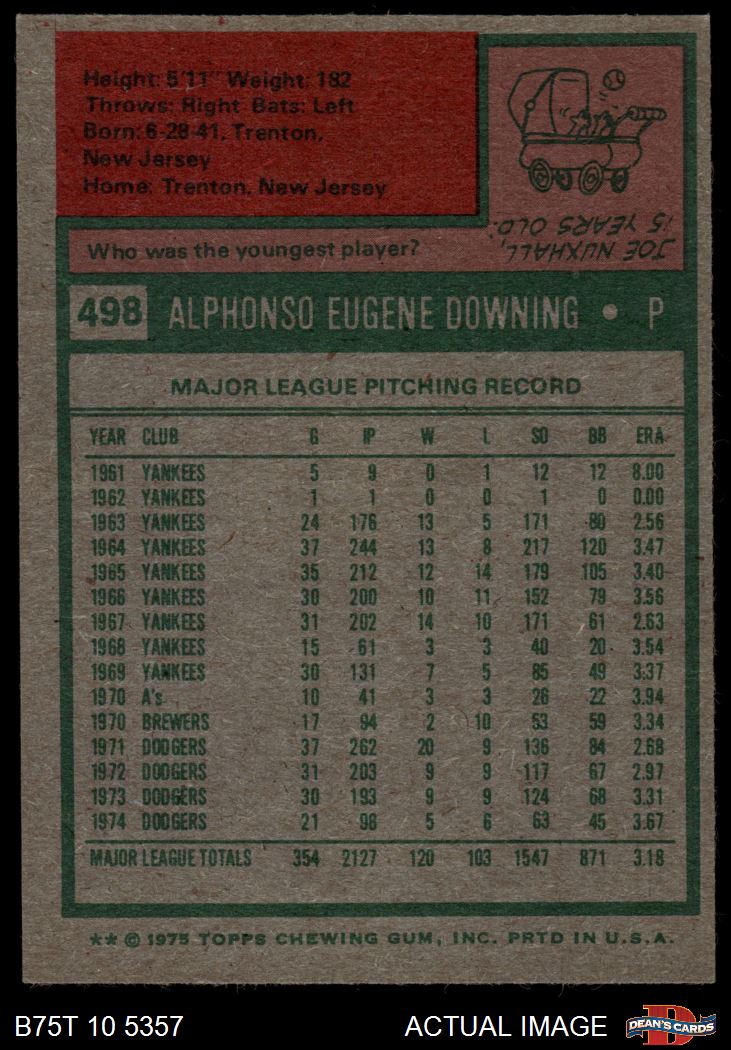 Height: 5'11" Weight: 182
Throws: Right Bats: Left
Born: 6-28-41, Trenton,
New Jersey
Home: Trenton, New Jersey
Who was the youngest player?
JOE NUXHALL,
15 YEARS OLD.
498 ALPHONSO EUGENE DOWNING • P
MAJOR LEAGUE PITCHING RECORD
YEAR CLUB G IP W L SO BB ERA
1961 YANKEES 5 9 0 1 12 12 8.00
1962 YANKEES 1 1 0 0 1 0 0.00
1963 YANKEES 24 176 13 5 171 80 2.56
1964 YANKEES 37 244 13 8 217 120 3.47
1965 YANKEES 35 212 12 14 179 105 3.40
1966 YANKEES 30 200 10 11 152 79 3.56
1967 YANKEES 31 202 14 10 171 61 2.63
1968 YANKEES 15 61 3 3 40 20 3.54
1969 YANKEES 30 131 7 5 85 49 3.37
1970 A's 10 41 3 3 26 22 3.94
1970 BREWERS 17 94 2 10 53 59 3.34
1971 DODGERS 37 262 20 9 136 84 2.68
1972 DODGERS 31 203 9 9 117 67 2.97
1973 DODGERS 30 193 9 9 124 68 3.31
1974 DODGERS 21 98 5 6 63 45 3.67
MAJOR LEAGUE TOTALS 354 2127 120 103 1547 871 3.18
** © 1975 TOPPS CHEWING GUM, INC. PRTD IN U.S.A.
B75T 10 5357 ACTUAL IMAGE
D
DEAN'S CARDS